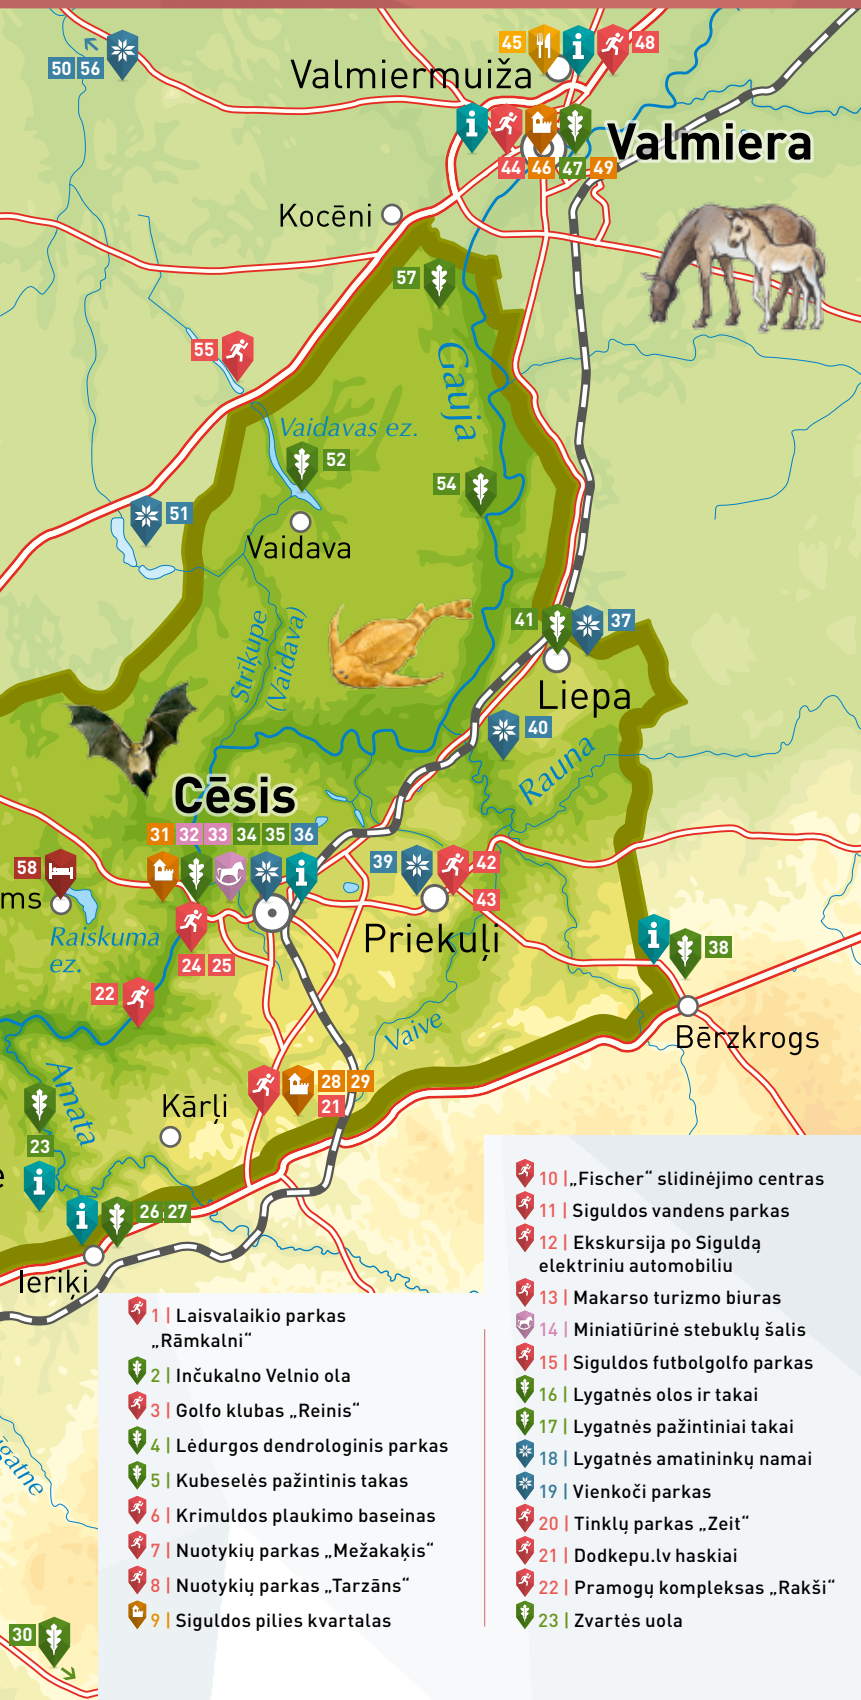 50 56
45
48
Valmiermuiža
Valmiera
44 46 47 49
Kocēni
57
55
Gauja
Vaidavas ez.
52
54
51
Vaidava
Strīķupe
(Vaidava)
41
37
Liepa
40
Rauna
Cēsis
31 32 33 34 35 36
58
39
42
43
ms
Raiskuma
ez.
Priekuļi
24 25
38
22
Bērzkrogs
Vaive
Amata
28 29
21
Kārļi
23
e
26 27
Ieriķi
īgatne
30
1 | Laisvalaikio parkas
„Rāmkalni“
2 | Inčukalno Velnio ola
3 | Golfo klubas „Reinis“
4 | Lėdurgos dendrologinis parkas
5 | Kubeselės pažintinis takas
6 | Krimuldos plaukimo baseinas
7 | Nuotykių parkas „Mežakaķis“
8 | Nuotykių parkas „Tarzāns“
9 | Siguldos pilies kvartalas
10 |„Fischer“ slidinėjimo centras
11 | Siguldos vandens parkas
12 | Ekskursija po Siguldą
elektriniu automobiliu
13 | Makarso turizmo biuras
14 | Miniatiūrinė stebuklų šalis
15 | Siguldos futbolgolfo parkas
16 | Lygatnės olos ir takai
17 | Lygatnės pažintiniai takai
18 | Lygatnės amatininkų namai
19 | Vienkoči parkas
20 | Tinklų parkas „Zeit“
21 | Dodkepu.lv haskiai
22 | Pramogų kompleksas „Rakši“
23 | Zvartės uola